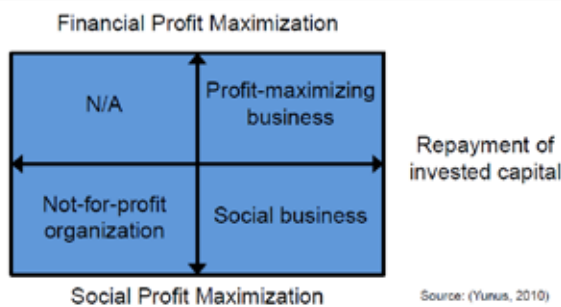 Financial Profit Maximization
N/A
Profit-maximizing
business
Repayment of
invested capital
Not-for-profit
organization
Social business
Social Profit Maximization
Source: (Yunus, 2010)